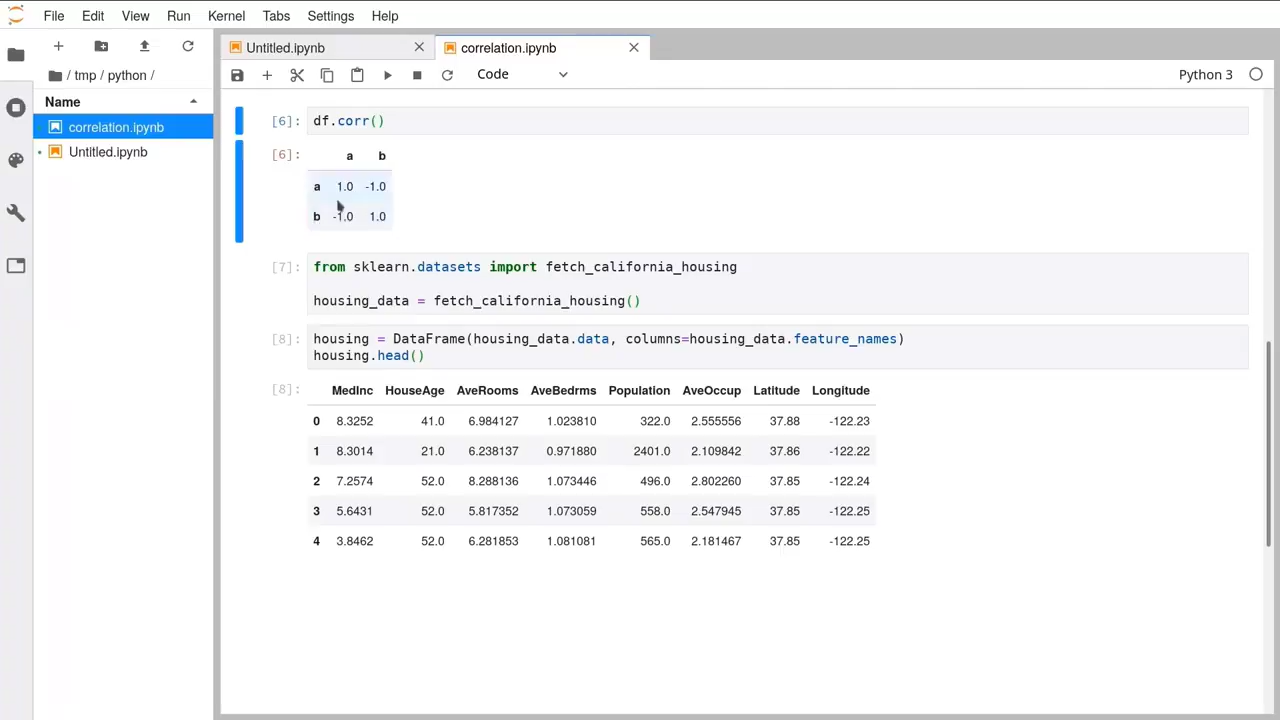 File Edit View Run Kernel Tabs Settings Help
/ tmp / python /
Name
correlation.ipynb
Untitled.ipynb
Untitled.ipynb
correlation.ipynb
Code
Python 3
[6]: df.corr()
[6]: a b
a 1.0 -1.0
b -1.0 1.0
[7]: from sklearn.datasets import fetch_california_housing
housing_data = fetch_california_housing()
[8]: housing = DataFrame(housing_data.data, columns=housing_data.feature_names)
housing.head()
[8]: MedInc HouseAge AveRooms AveBedrms Population AveOccup Latitude Longitude
0 8.3252 41.0 6.984127 1.023810 322.0 2.555556 37.88 -122.23
1 8.3014 21.0 6.238137 0.971880 2401.0 2.109842 37.86 -122.22
2 7.2574 52.0 8.288136 1.073446 496.0 2.802260 37.85 -122.24
3 5.6431 52.0 5.817352 1.073059 558.0 2.547945 37.85 -122.25
4 3.8462 52.0 6.281853 1.081081 565.0 2.181467 37.85 -122.25